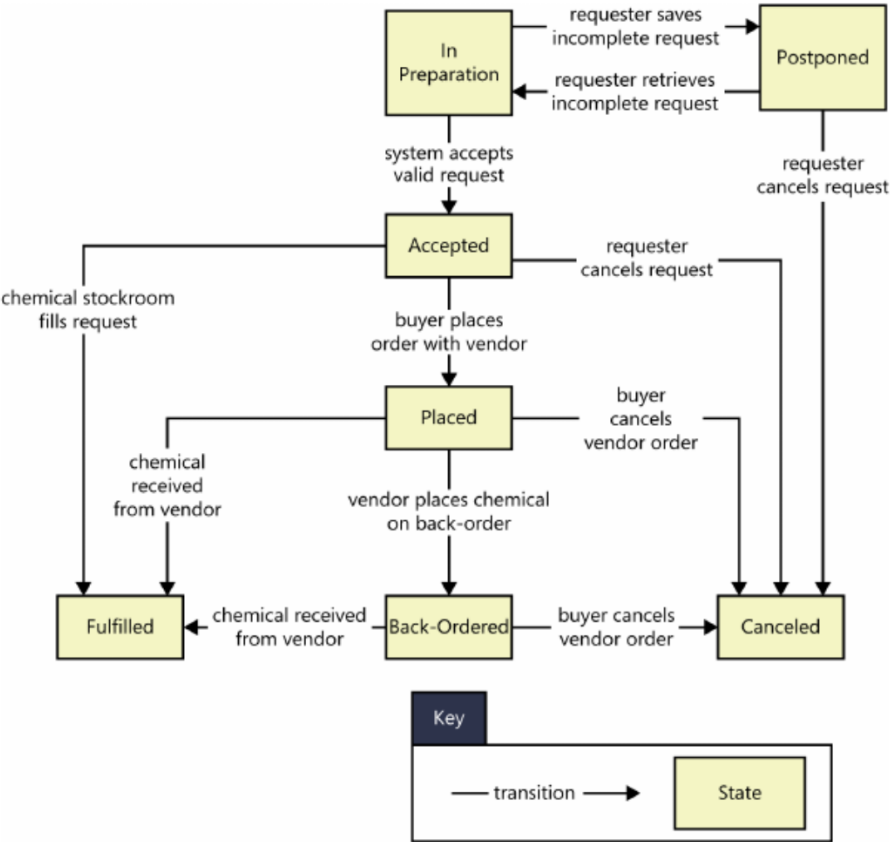 requester saves
incomplete request
In
Preparation
Postponed
requester retrieves
incomplete request
system accepts
valid request
requester
cancels request
Accepted
requester
cancels request
chemical stockroom
fills request
buyer places
order with vendor
Placed
buyer
cancels
vendor order
chemical
received
from vendor
vendor places chemical
on back-order
Fulfilled
chemical received
from vendor
Back-Ordered
buyer cancels
vendor order
Canceled
Key
transition
State